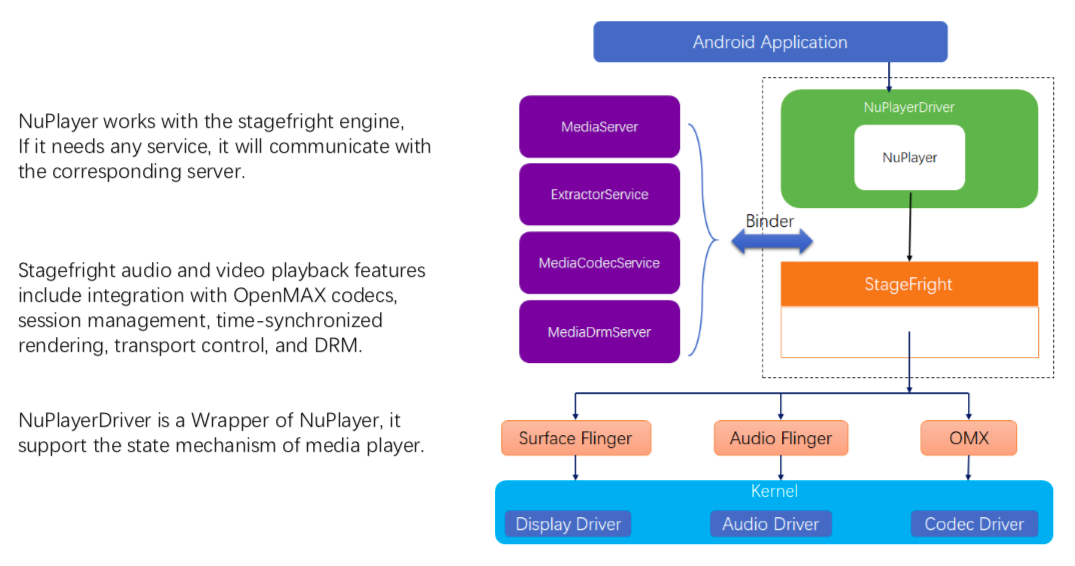 NuPlayer works with the stagefright engine,
If it needs any service, it will communicate with
the corresponding server.
Stagefright audio and video playback features
include integration with OpenMAX codecs,
session management, time-synchronized
rendering, transport control, and DRM.
NuPlayerDriver is a Wrapper of NuPlayer, it
support the state mechanism of media player.
Android Application
MediaServer
ExtractorService
MediaCodecService
MediaDrmServer
Binder
NuPlayerDriver
NuPlayer
StageFright
Surface Flinger
Audio Flinger
OMX
Kernel
Display Driver
Audio Driver
Codec Driver